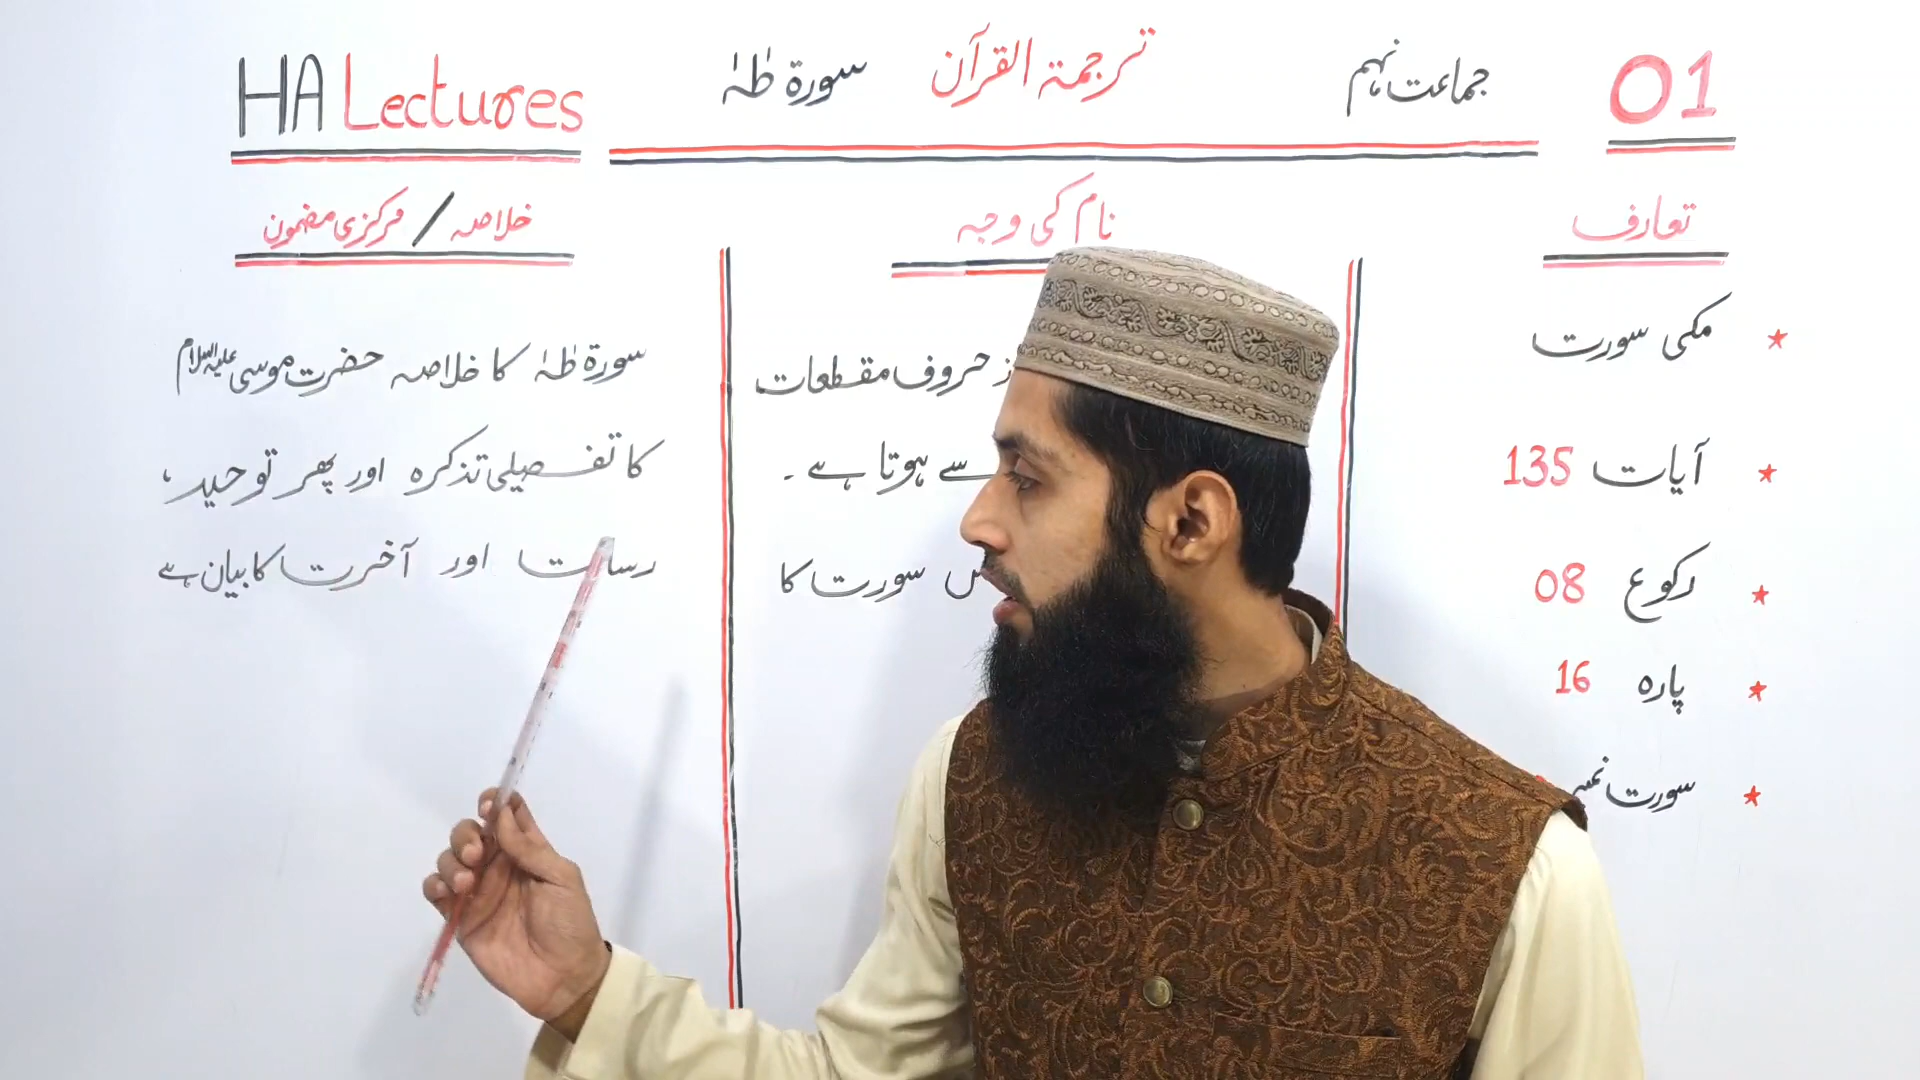 HA Lectures
سورۃ طٰہٰ
ترجمۃ القرآن
جماعت نہم
01
تعارف
مکی سورت
آیات 135
رکوع 08
پارہ 16
سورت نمبر
نام کی وجہ
حروف مقطعات
سے ہوتا ہے۔
سورت کا
خلاصہ / مرکزی مضمون
سورۃ طٰہٰ کا خلاصہ حضرت موسی علیہ السلام
کا تفصیلی تذکرہ اور پھر توحید،
رسالت اور آخرت کا بیان ہے